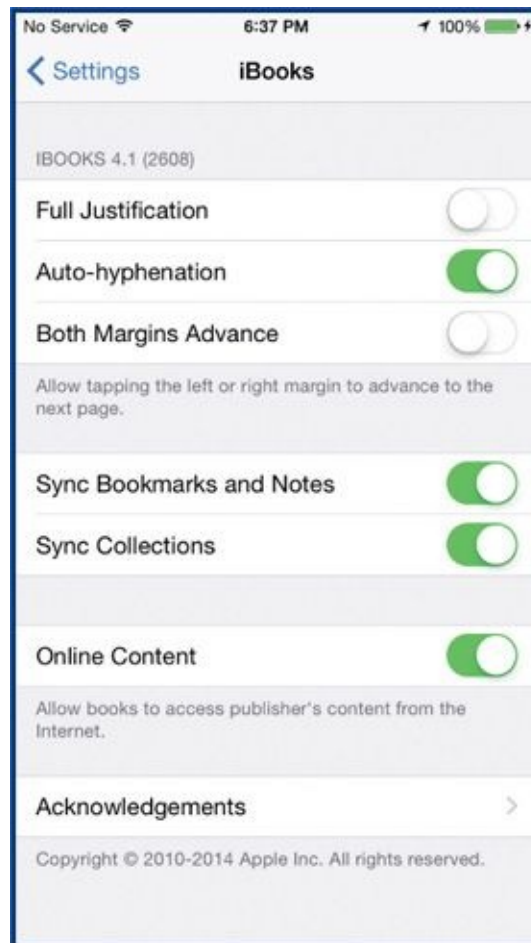 No Service 6:37 PM 100%
Settings iBooks
IBOOKS 4.1 (2608)
Full Justification
Auto-hyphenation
Both Margins Advance
Allow tapping the left or right margin to advance to the
next page.
Sync Bookmarks and Notes
Sync Collections
Online Content
Allow books to access publisher's content from the
Internet.
Acknowledgements
Copyright © 2010-2014 Apple Inc. All rights reserved.